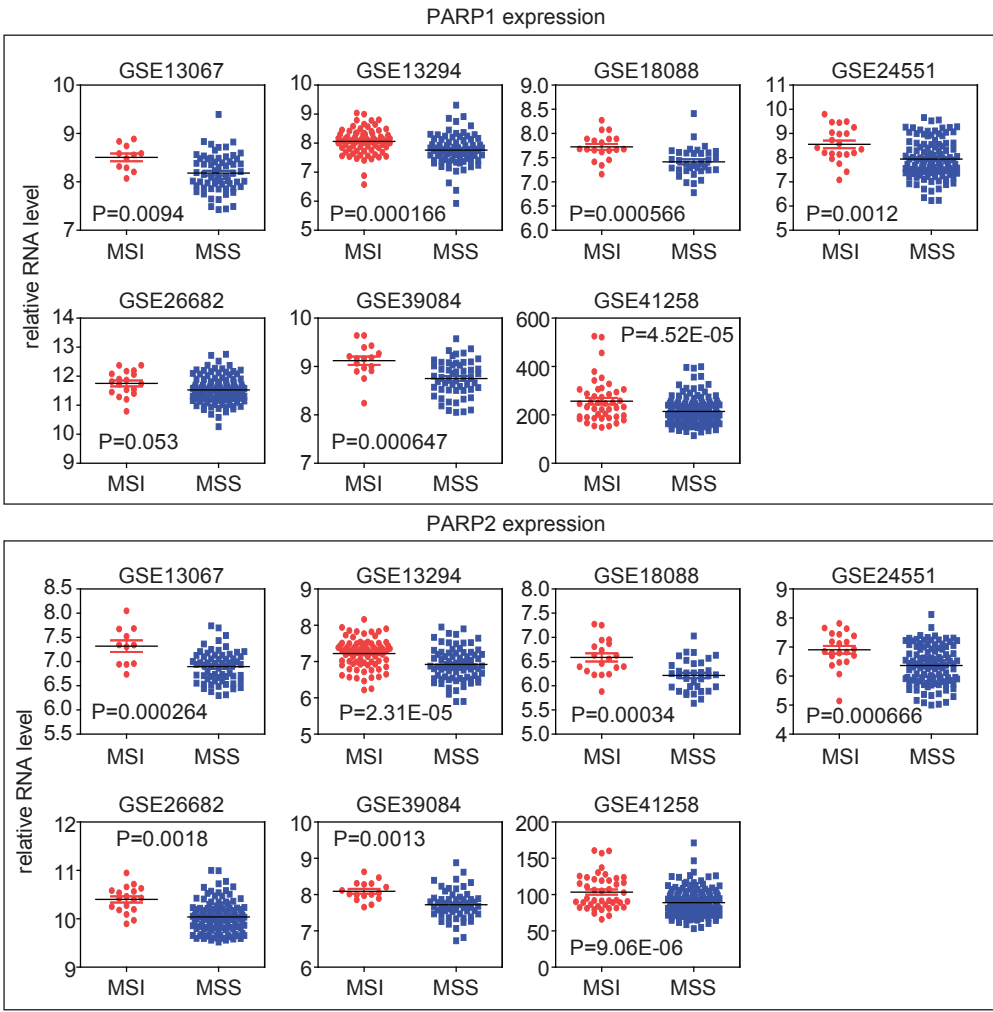 PARP1 expression
relative RNA level
GSE13067
10
9
8
7
P=0.0094
MSI MSS
GSE13294
10
9
8
7
6
5
P=0.000166
MSI MSS
GSE18088
9.0
8.5
8.0
7.5
7.0
6.5
6.0
P=0.000566
MSI MSS
GSE24551
11
10
9
8
7
6
5
P=0.0012
MSI MSS
GSE26682
14
13
12
11
10
9
P=0.053
MSI MSS
GSE39084
10
9
8
7
P=0.000647
MSI MSS
GSE41258
600
400
200
0
P=4.52E-05
MSI MSS
PARP2 expression
relative RNA level
GSE13067
8.5
8.0
7.5
7.0
6.5
6.0
5.5
P=0.000264
MSI MSS
GSE13294
9
8
7
6
5
P=2.31E-05
MSI MSS
GSE18088
8.0
7.5
7.0
6.5
6.0
5.5
5.0
P=0.00034
MSI MSS
GSE24551
9
8
7
6
5
4
P=0.000666
MSI MSS
GSE26682
12
11
10
9
P=0.0018
MSI MSS
GSE39084
10
9
8
7
6
P=0.0013
MSI MSS
GSE41258
200
150
100
50
0
P=9.06E-06
MSI MSS